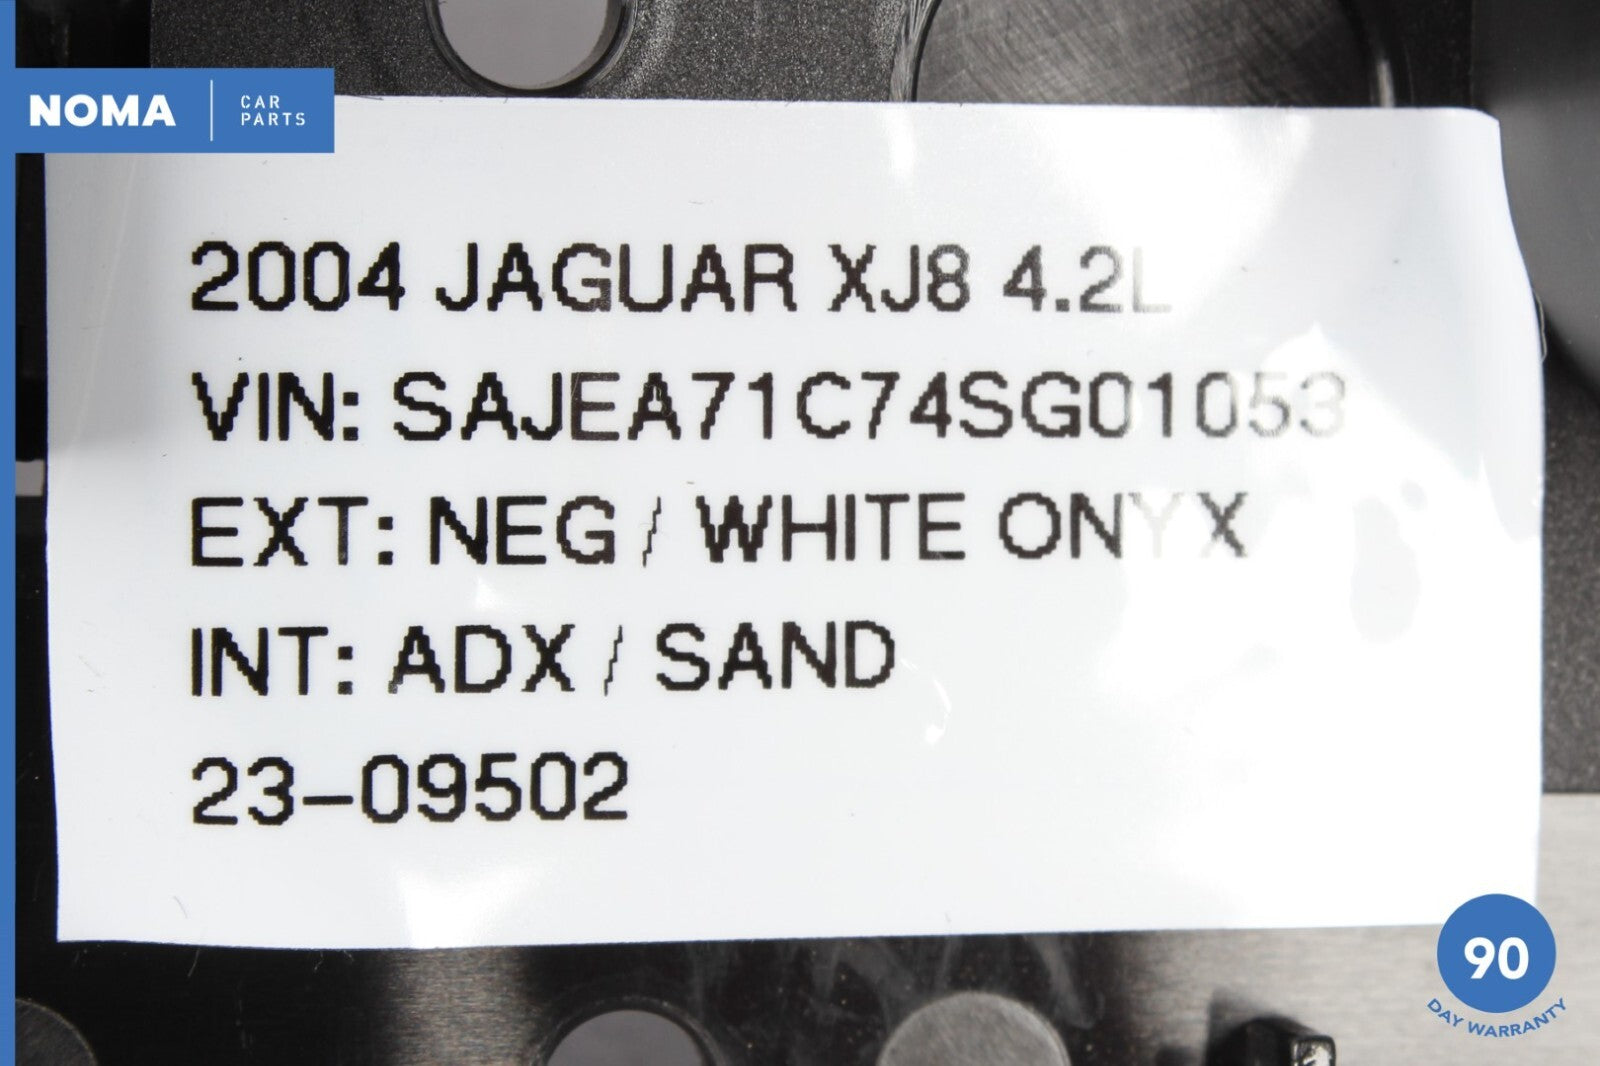 NOMA
CAR
PARTS
2004 JAGUAR XJ8 4.2L
VIN: SAJEA71C74SG01053
EXT: NEG / WHITE ONYX
INT: ADX / SAND
23-09502
90
DAY WARRANTY